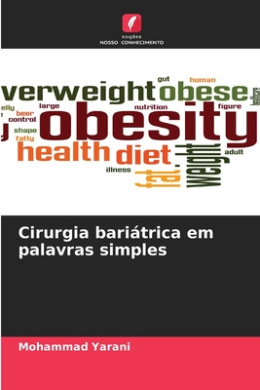 edições
NOSSO CONHECIMENTO
gut human
verweight obese
elly large nutrition figure
beer
control obesity
shape
fatty
health diet weight adult
illness fat
Cirurgia bariátrica em
palavras simples
Mohammad Yarani